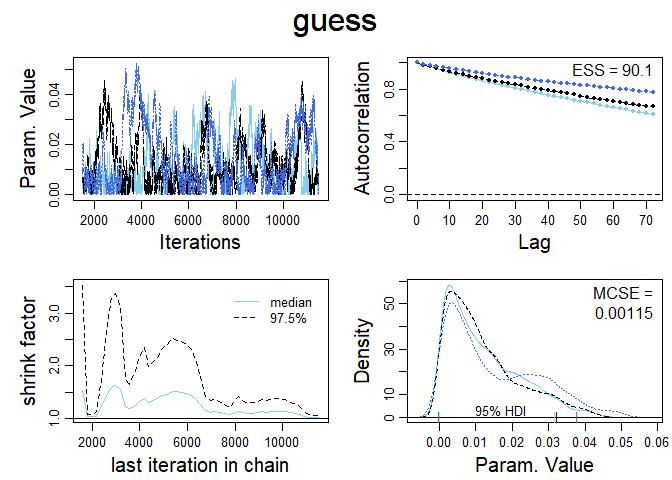 guess
Param. Value
0.00 0.02 0.04
2000 4000 6000 8000 10000
Iterations
Autocorrelation
0.0 0.4 0.8
ESS = 90.1
0 10 20 30 40 50 60 70
Lag
shrink factor
1.0 2.0 3.0
median
97.5%
2000 4000 6000 8000 10000
last iteration in chain
Density
0 10 30 50
MCSE =
0.00115
95% HDI
0.00 0.01 0.02 0.03 0.04 0.05 0.06
Param. Value